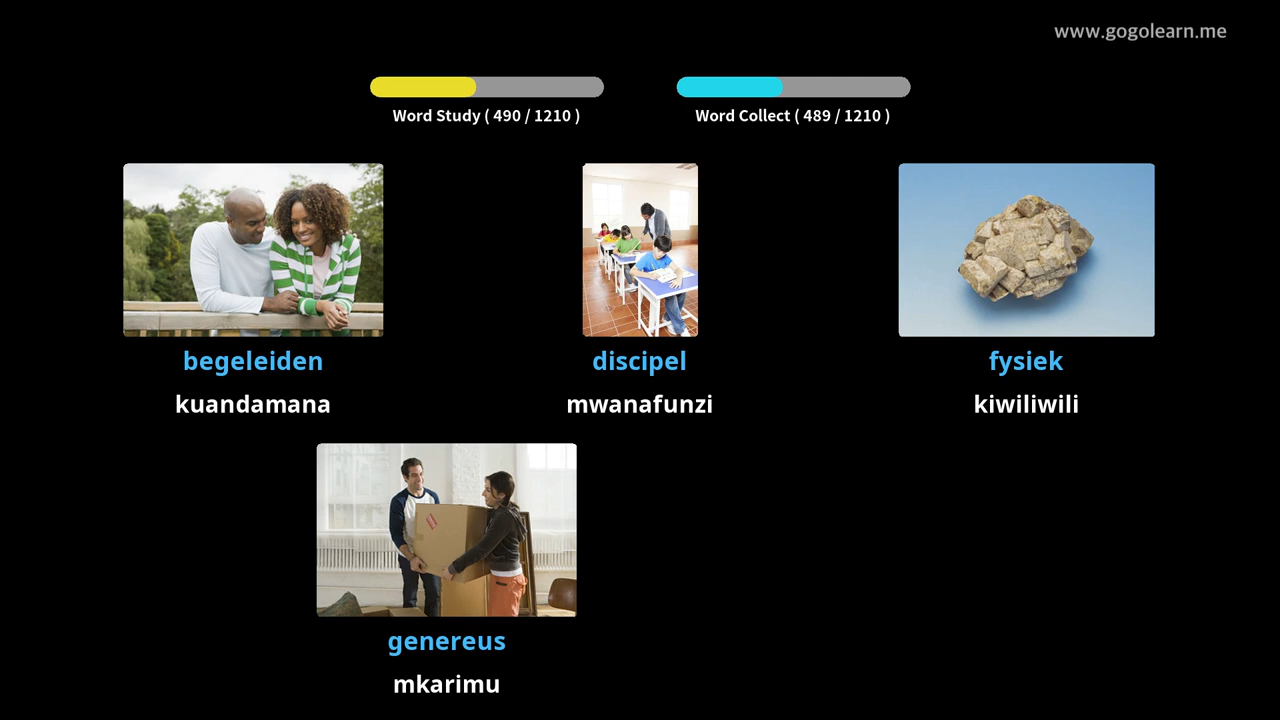 www.gogolearn.me
Word Study ( 490 / 1210 )
Word Collect ( 489 / 1210 )
begeleiden
kuandamana
discipel
mwanafunzi
fysiek
kiwiliwili
genereus
mkarimu